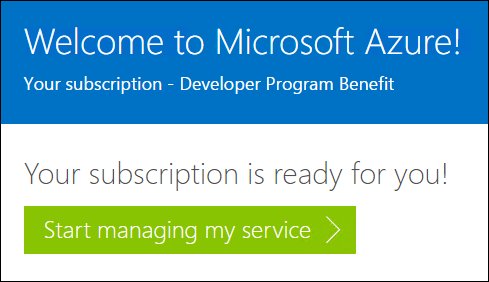 Welcome to Microsoft Azure!
Your subscription - Developer Program Benefit
Your subscription is ready for you!
Start managing my service